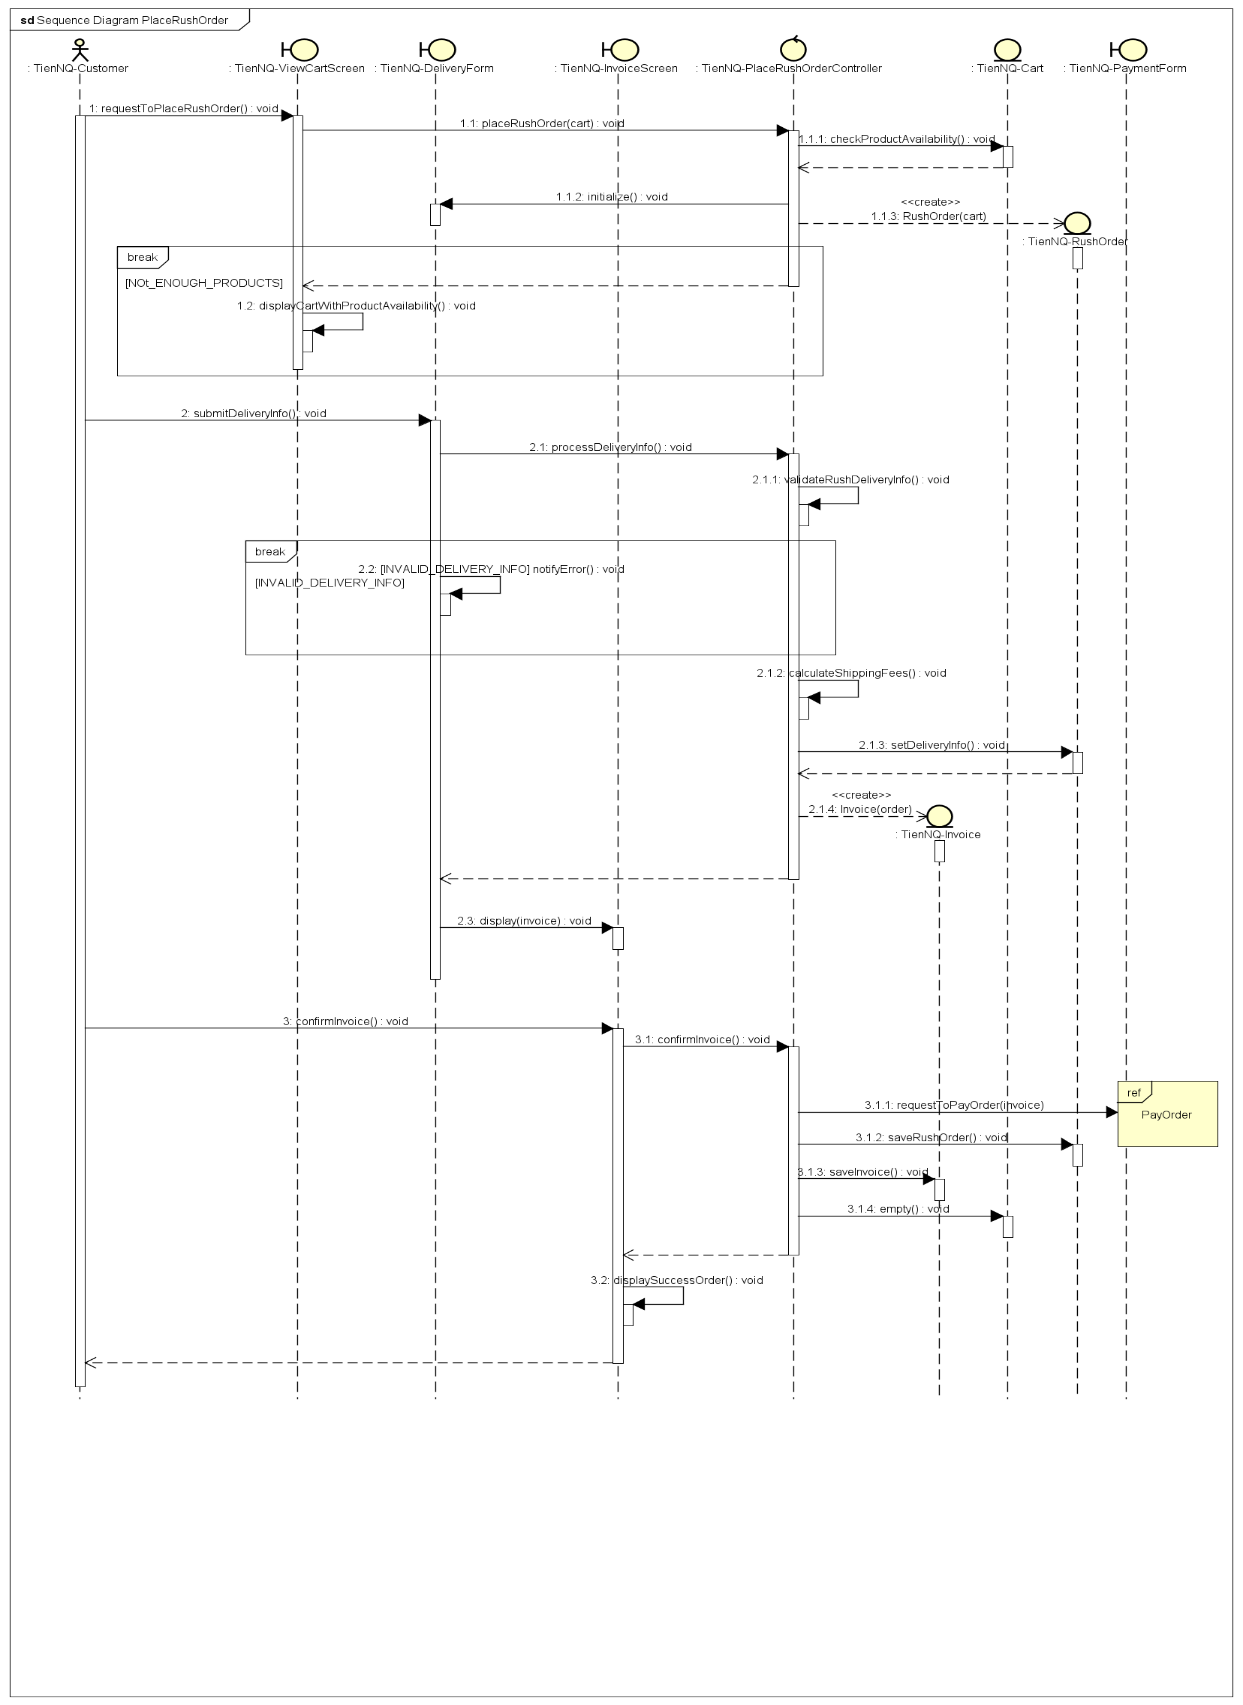 sd Sequence Diagram PlaceRushOrder
: TienNQ-Customer
: TienNQ-ViewCartScreen
: TienNQ-DeliveryForm
: TienNQ-InvoiceScreen
: TienNQ-PlaceRushOrderController
: TienNQ-Cart
: TienNQ-PaymentForm
1: requestToPlaceRushOrder() : void
1.1: placeRushOrder(cart) : void
1.1.1: checkProductAvailability() : void
1.1.2: initialize() : void
<<create>>
1.1.3: RushOrder(cart)
: TienNQ-RushOrder
break
[NOt_ENOUGH_PRODUCTS]
1.2: displayCartWithProductAvailability() : void
2: submitDeliveryInfo() : void
2.1: processDeliveryInfo() : void
2.1.1: validateRushDeliveryInfo() : void
break
2.2: [INVALID_DELIVERY_INFO] notifyError() : void
[INVALID_DELIVERY_INFO]
2.1.2: calculateShippingFees() : void
2.1.3: setDeliveryInfo() : void
<<create>>
2.1.4: Invoice(order)
: TienNQ-Invoice
2.3: display(invoice) : void
3: confirmInvoice() : void
3.1: confirmInvoice() : void
ref
3.1.1: requestToPayOrder(invoice)
PayOrder
3.1.2: saveRushOrder() : void
3.1.3: saveInvoice() : void
3.1.4: empty() : void
3.2: displaySuccessOrder() : void